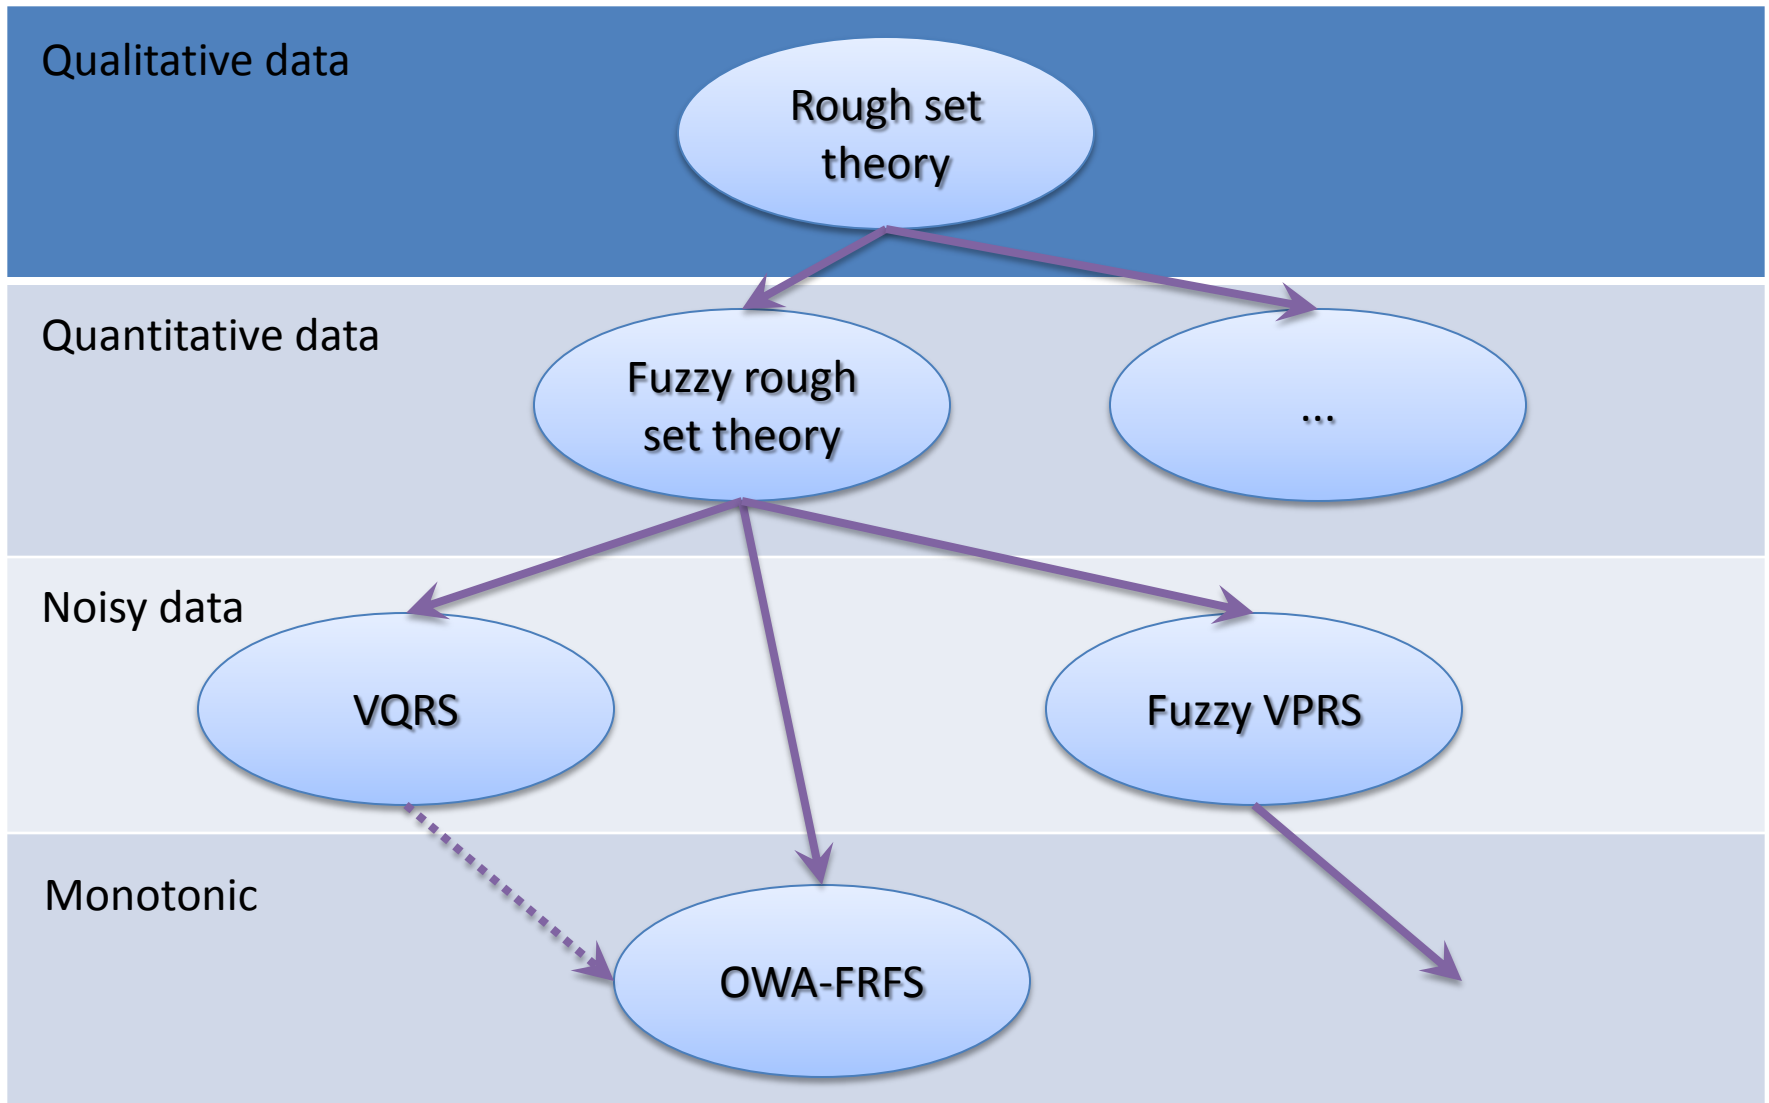 Qualitative data
Rough set
theory
Quantitative data
Fuzzy rough
set theory
...
Noisy data
VQRS
Fuzzy VPRS
Monotonic
OWA-FRFS